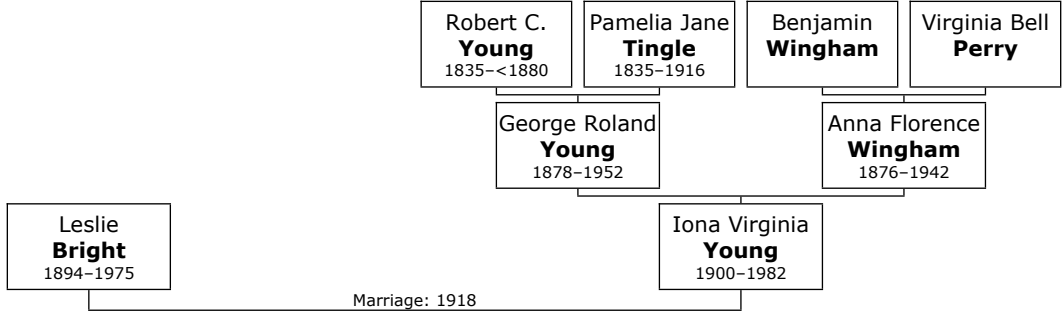 Robert C.
Young
1835–<1880
Pamelia Jane
Tingle
1835–1916
Benjamin
Wingham
Virginia Bell
Perry
George Roland
Young
1878–1952
Anna Florence
Wingham
1876–1942
Leslie
Bright
1894–1975
Iona Virginia
Young
1900–1982
Marriage: 1918